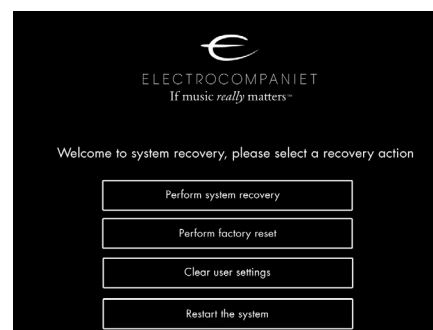 ELECTROCOMPANIET
If music really matters™
Welcome to system recovery, please select a recovery action
Perform system recovery
Perform factory reset
Clear user settings
Restart the system